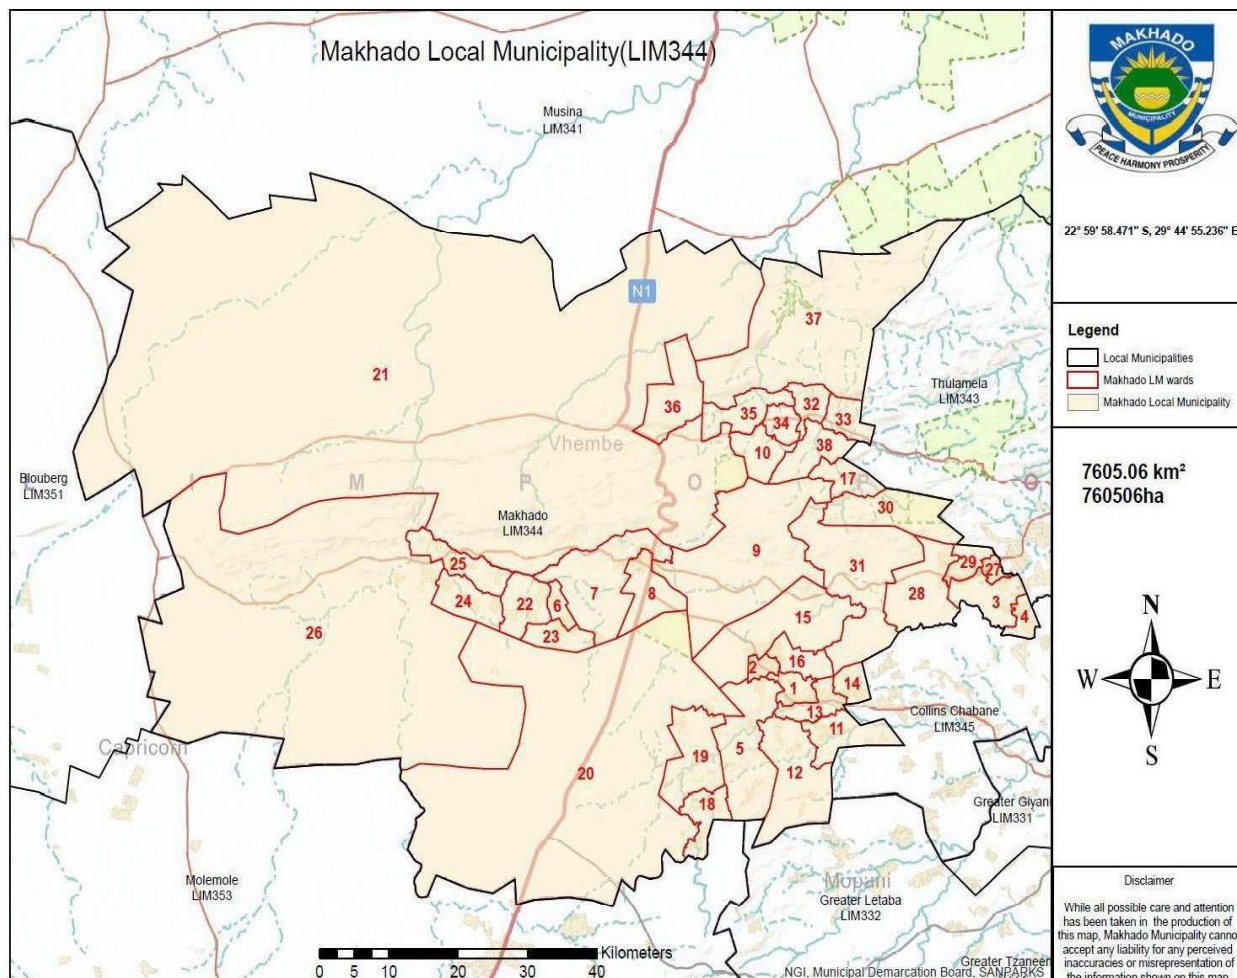 Makhado Local Municipality(LIM344)
Musina
LIM341
N1
37
21
Thulamela
LIM343
36
35
32
34
33
Vhembe
38
10
Blouberg
LIM351
L I M P O P O
17
Makhado
LIM344
30
9
25
31
29
27
24
22
6
7
8
28
3
4
15
26
23
2
16
1
14
13
Collins Chabane
LIM345
11
Capricorn
19
5
20
12
18
Greater Giyani
LIM331
Molemole
LIM353
Mopani
Greater Letaba
LIM332
Kilometers
0 5 10 20 30 40
Greater Tzaneen
NGI, Municipal Demarcation Board, SANPARKS
MAKHADO
MUNICIPALITY
PEACE HARMONY PROSPERITY
22° 59' 58.471" S, 29° 44' 55.236" E
Legend
Local Municipalities
Makhado LM wards
Makhado Local Municipality
7605.06 km²
760506ha
N
W E
S
Disclaimer
While all possible care and attention
has been taken in the production of
this map, Makhado Municipality canno
accept any liability for any perceived
inaccuracies or misrepresentation of
the information shown on this map